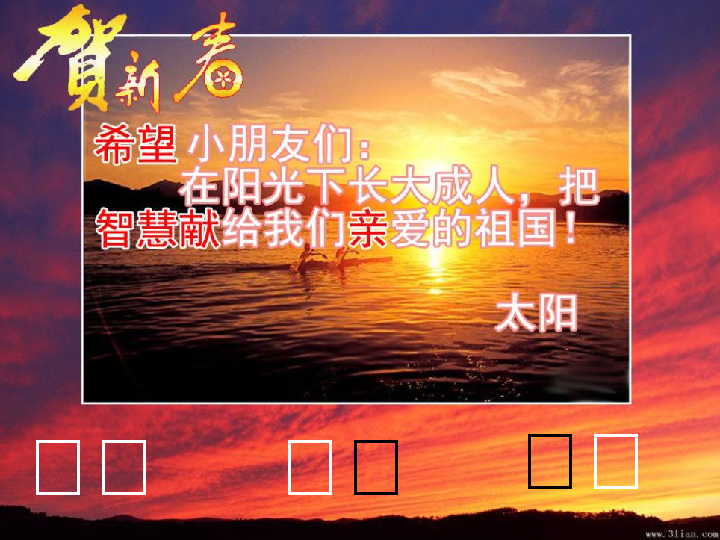 贺新春
希望 小朋友们：
在阳光下长大成人，把
智慧献给我们亲爱的祖国！
太阳
www.3lian.com